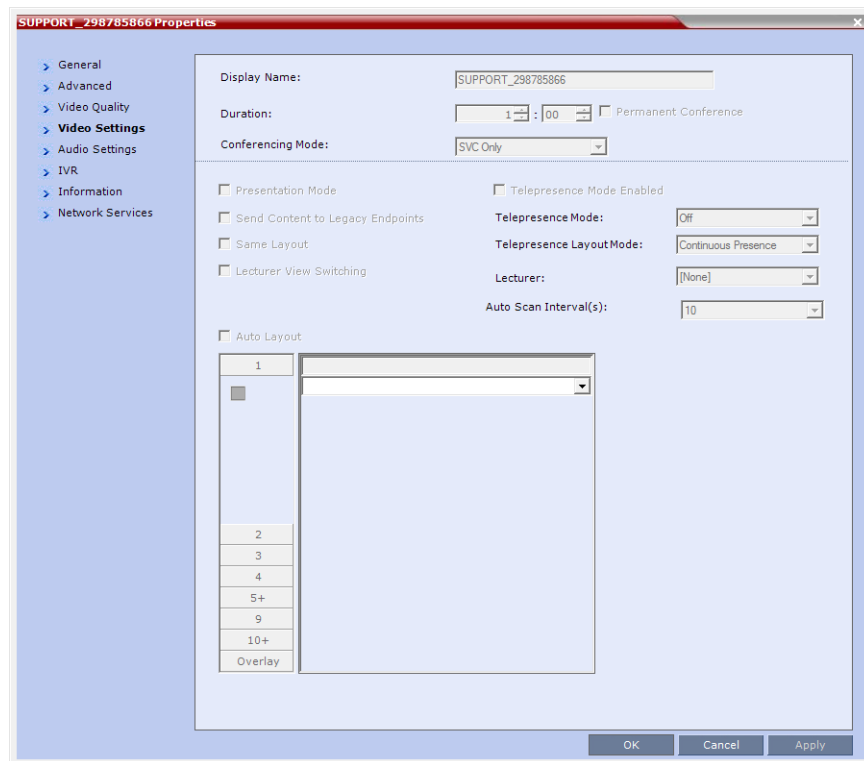 SUPPORT_298785866 Properties
General
Advanced
Video Quality
Video Settings
Audio Settings
IVR
Information
Network Services
Display Name: SUPPORT_298785866
Duration: 1 : 00 Permanent Conference
Conferencing Mode: SVC Only
Presentation Mode Telepresence Mode Enabled
Send Content to Legacy Endpoints Telepresence Mode: Off
Same Layout Telepresence Layout Mode: Continuous Presence
Lecturer View Switching Lecturer: [None]
Auto Scan Interval(s): 10
Auto Layout
1
2
3
4
5+
9
10+
Overlay
OK Cancel Apply